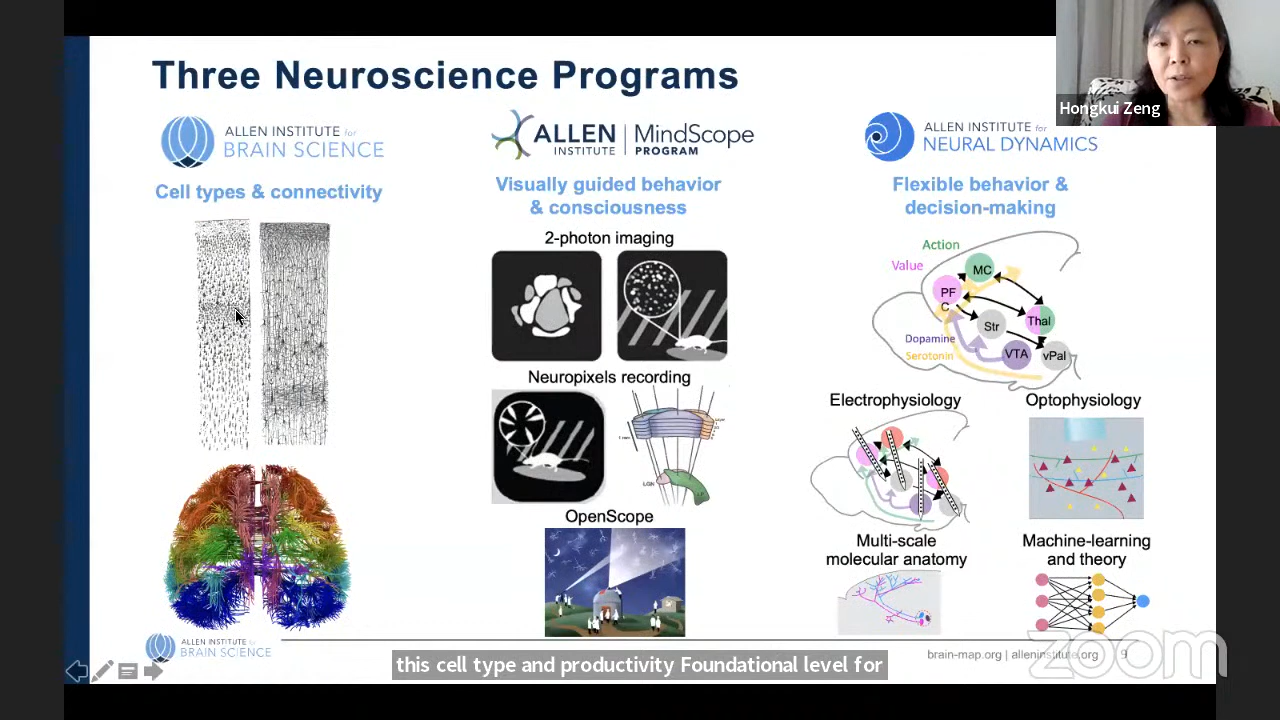 Three Neuroscience Programs
Hongkui Zeng
ALLEN INSTITUTE for
BRAIN SCIENCE
Cell types & connectivity
ALLEN
INSTITUTE
MindScope
PROGRAM
Visually guided behavior
& consciousness
2-photon imaging
Neuropixels recording
LGN
OpenScope
ALLEN INSTITUTE for
NEURAL DYNAMICS
Flexible behavior &
decision-making
Action
Value
MC
PF
C
Str
Thal
Dopamine
Serotonin
VTA
vPal
Electrophysiology
Optophysiology
Multi-scale
molecular anatomy
Machine-learning
and theory
ALLEN INSTITUTE for
BRAIN SCIENCE
brain-map.org | alleninstitute.org
9
this cell type and productivity Foundational level for
zoom